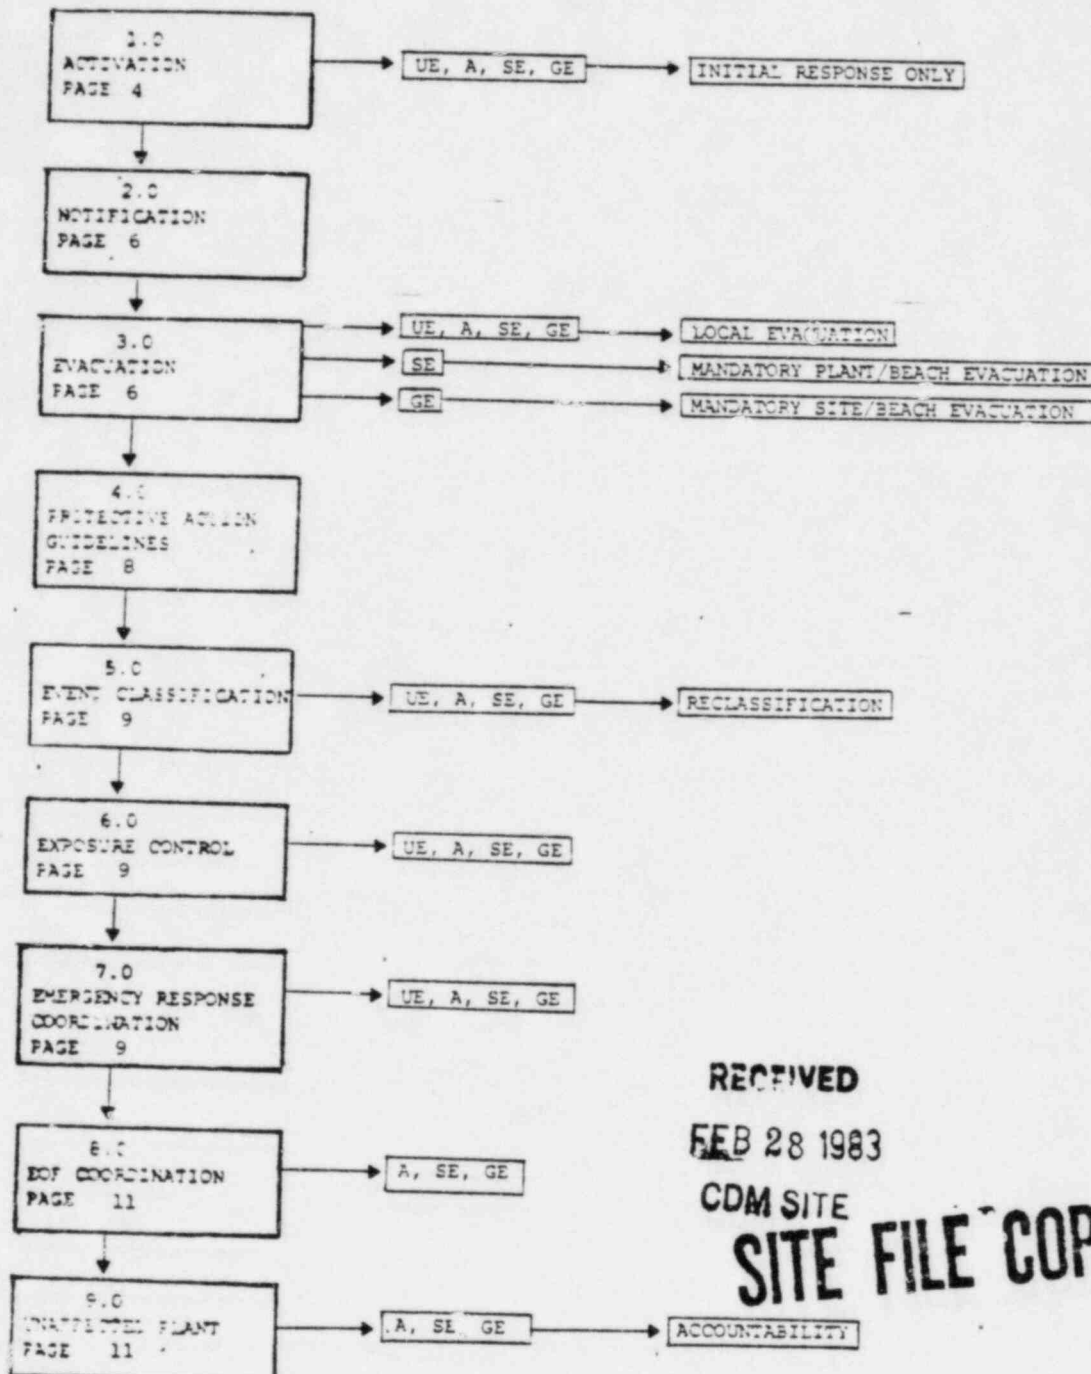 1.0
ACTIVATION
PAGE 4
UE, A, SE, GE
INITIAL RESPONSE ONLY
2.0
NOTIFICATION
PAGE 6
3.0
EVACUATION
PAGE 6
UE, A, SE, GE
LOCAL EVACUATION
SE
MANDATORY PLANT/BEACH EVACUATION
GE
MANDATORY SITE/BEACH EVACUATION
4.0
PROTECTIVE ACTION
GUIDELINES
PAGE 8
5.0
EVENT CLASSIFICATION
PAGE 9
UE, A, SE, GE
RECLASSIFICATION
6.0
EXPOSURE CONTROL
PAGE 9
UE, A, SE, GE
7.0
EMERGENCY RESPONSE
COORDINATION
PAGE 9
UE, A, SE, GE
8.0
EOF COORDINATION
PAGE 11
A, SE, GE
9.0
UNAFFECTED PLANT
PAGE 11
A, SE, GE
ACCOUNTABILITY
RECEIVED
FEB 28 1983
CDM SITE
SITE FILE COP